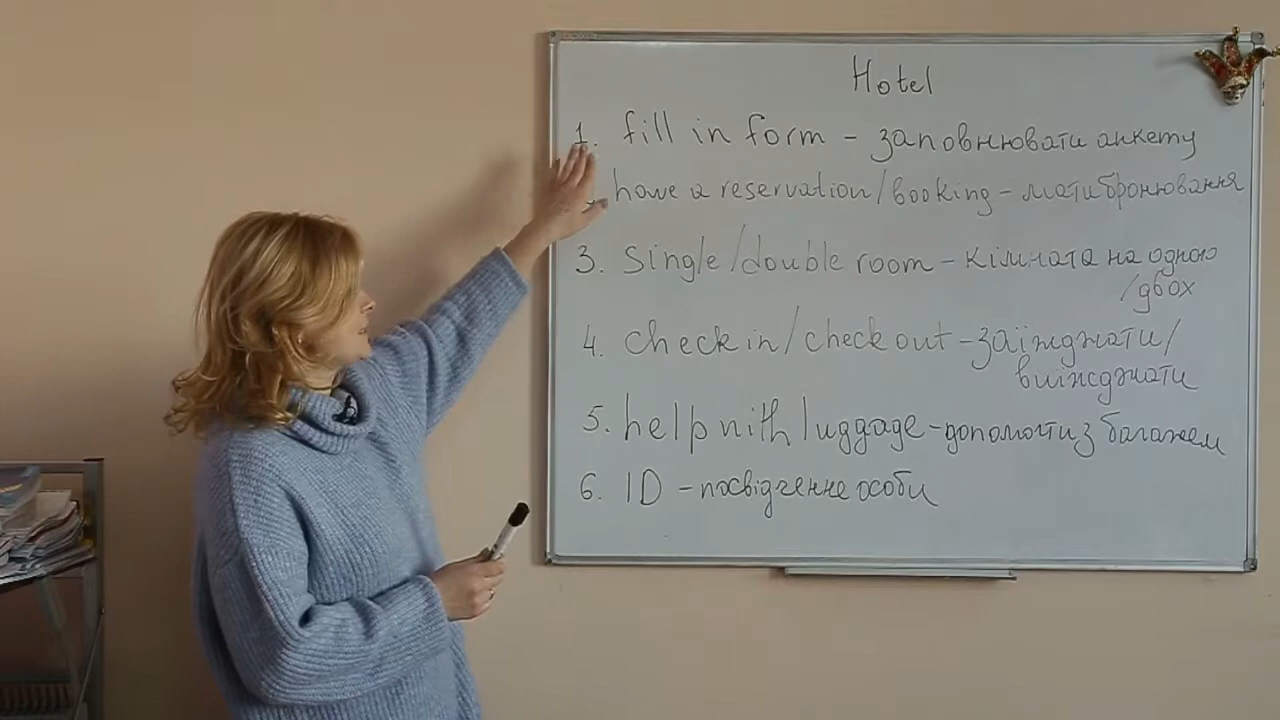 Hotel
1. fill in form - заповнювати анкету
have a reservation/booking - мати бронювання
3. Single/double room - кімната на одного
/двох
4. check in/check out - заїжджати/
виїжджати
5. help with luggage - допомогти з багажем
6. ID - посвідчення особи